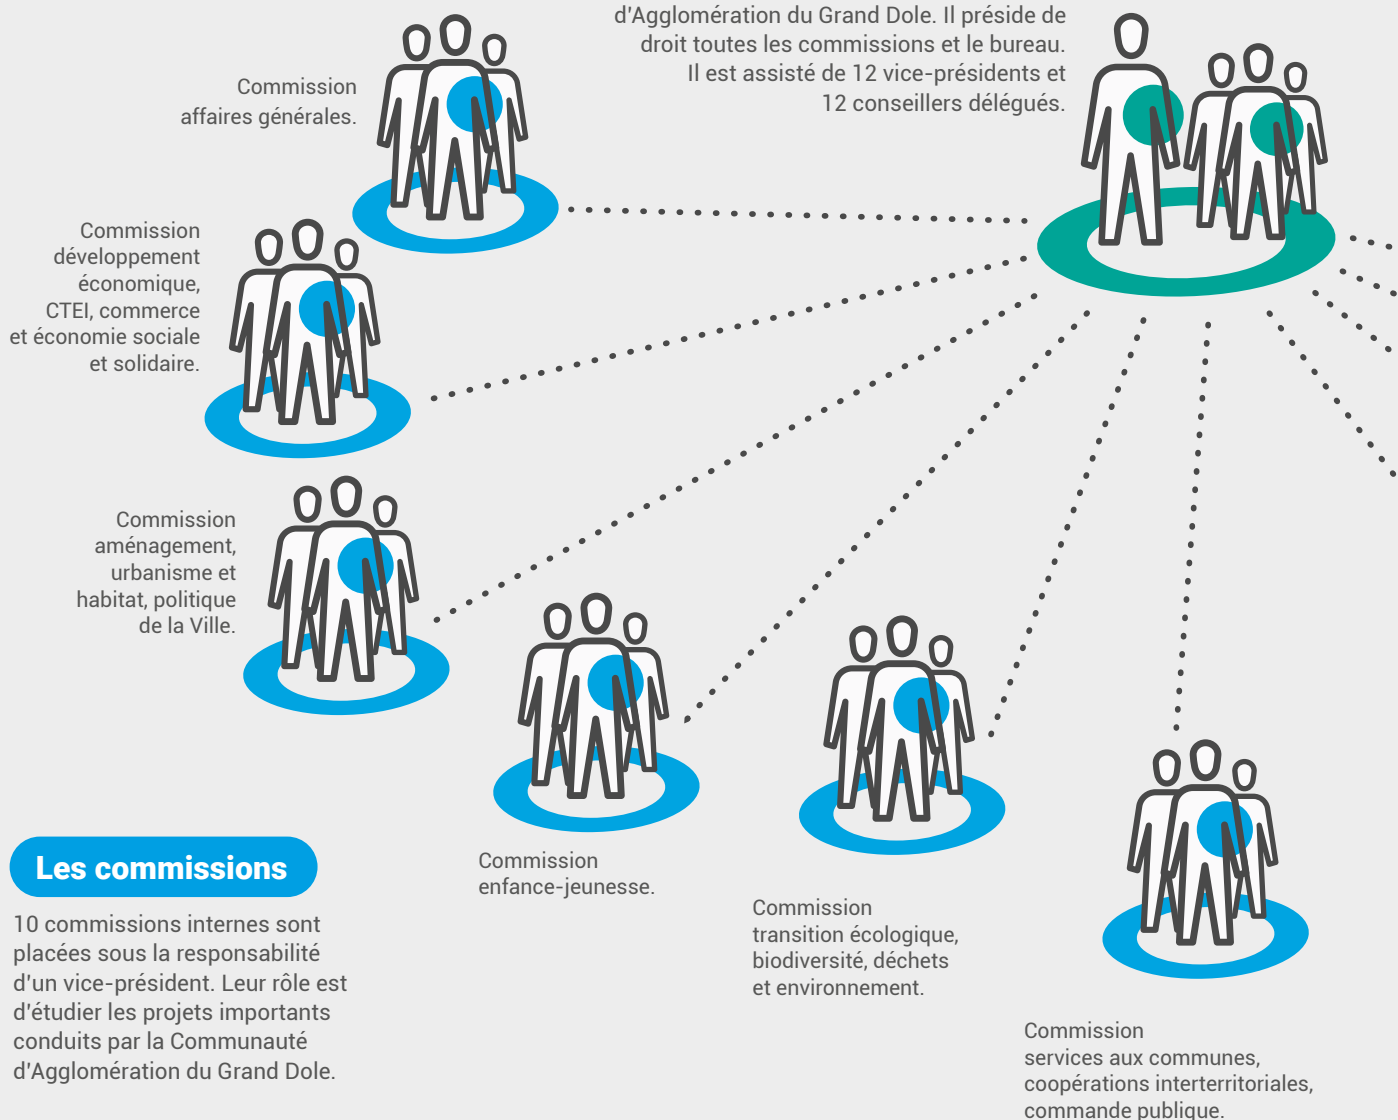 d'Agglomération du Grand Dole. Il préside de
droit toutes les commissions et le bureau.
Il est assisté de 12 vice-présidents et
12 conseillers délégués.
Commission
affaires générales.
Commission
développement
économique,
CTEI, commerce
et économie sociale
et solidaire.
Commission
aménagement,
urbanisme et
habitat, politique
de la Ville.
Commission
enfance-jeunesse.
Commission
transition écologique,
biodiversité, déchets
et environnement.
Commission
services aux communes,
coopérations interterritoriales,
commande publique.
Les commissions
10 commissions internes sont
placées sous la responsabilité
d'un vice-président. Leur rôle est
d'étudier les projets importants
conduits par la Communauté
d'Agglomération du Grand Dole.